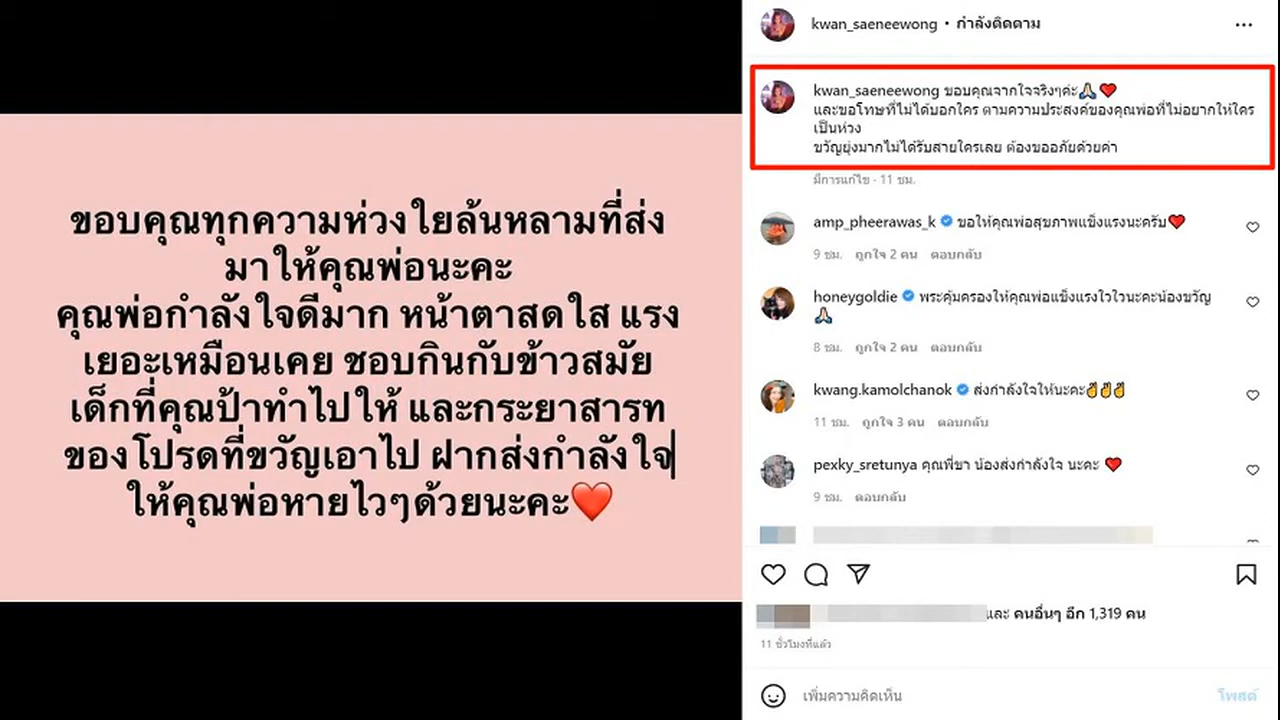 ขอบคุณทุกความห่วงใยล้นหลามที่ส่ง
มาให้คุณพ่อนะคะ
คุณพ่อกำลังใจดีมาก หน้าตาสดใส แรง
เยอะเหมือนเคย ชอบกินกับข้าวสมัย
เด็กที่คุณป้าทำไปให้ และกระยาสารท
ของโปรดที่ขวัญเอาไป ฝากส่งกำลังใจ
ให้คุณพ่อหายไวๆด้วยนะคะ❤️
kwan_saeneewong • กำลังติดตาม
kwan_saeneewong ขอบคุณจากใจจริงๆค่ะ🙏🏻❤️
และขอโทษที่ไม่ได้บอกใคร ตามความประสงค์ของคุณพ่อที่ไม่อยากให้ใคร
เป็นห่วง
ขวัญยุ่งมากไม่ได้รับสายใครเลย ต้องขออภัยด้วยค่า
มีการแก้ไข · 11 ชม.
amp_pheerawas_k ขอให้คุณพ่อสุขภาพแข็งแรงนะครับ❤️
9 ชม. ถูกใจ 2 คน ตอบกลับ
honeygoldie พระคุ้มครองให้คุณพ่อแข็งแรงไวไวนะคะน้องขวัญ
🙏🏻
8 ชม. ถูกใจ 2 คน ตอบกลับ
kwang.kamolchanok ส่งกำลังใจให้นะคะ✌️✌️✌️
11 ชม. ถูกใจ 3 คน ตอบกลับ
pexky_sretunya คุณพี่ขา น้องส่งกำลังใจ นะคะ ❤️
9 ชม. ตอบกลับ
และ คนอื่นๆ อีก 1,319 คน
11 ชั่วโมงที่แล้ว
เพิ่มความคิดเห็น
โพสต์